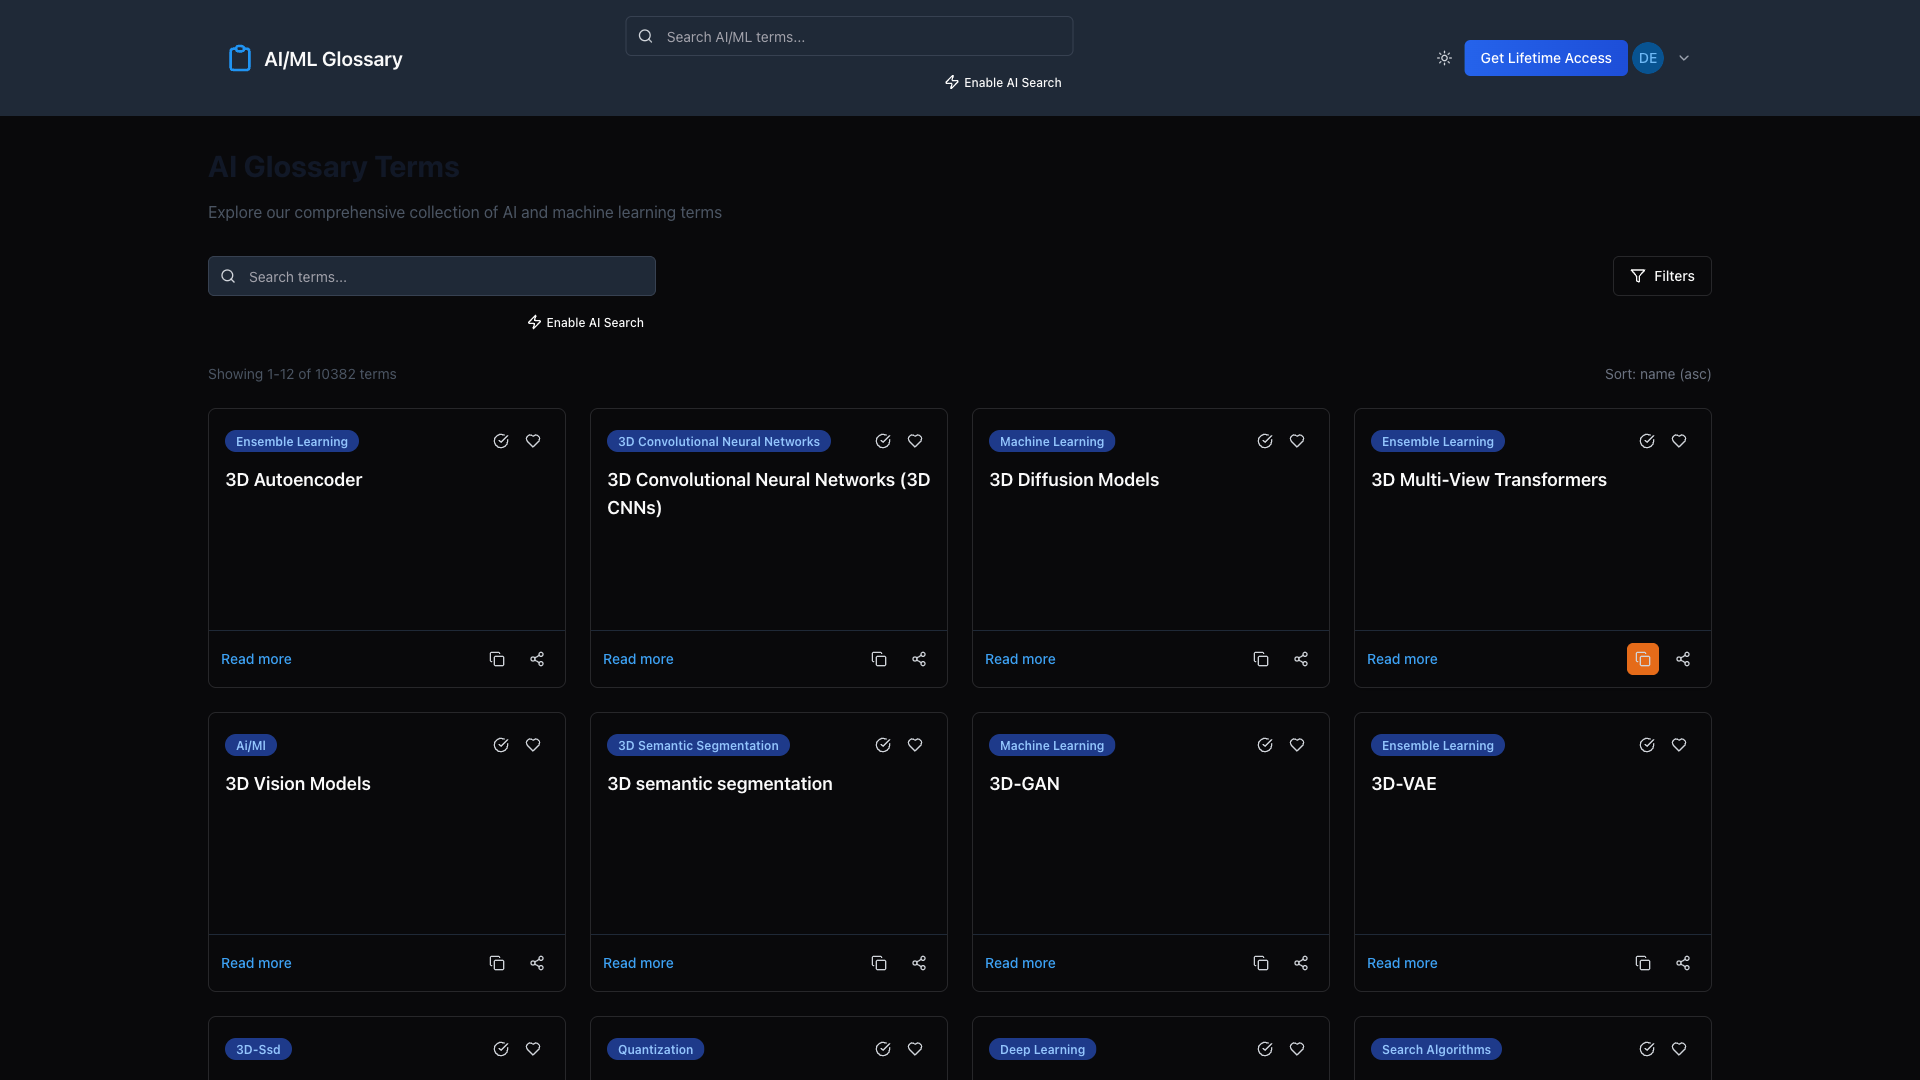 AI/ML Glossary
Search AI/ML terms...
Enable AI Search
Get Lifetime Access
DE
AI Glossary Terms
Explore our comprehensive collection of AI and machine learning terms
Search terms...
Filters
Enable AI Search
Showing 1-12 of 10382 terms
Sort: name (asc)
Ensemble Learning
3D Autoencoder
Read more
3D Convolutional Neural Networks
3D Convolutional Neural Networks (3D
CNNs)
Read more
Machine Learning
3D Diffusion Models
Read more
Ensemble Learning
3D Multi-View Transformers
Read more
Ai/Ml
3D Vision Models
Read more
3D Semantic Segmentation
3D semantic segmentation
Read more
Machine Learning
3D-GAN
Read more
Ensemble Learning
3D-VAE
Read more
3D-Ssd
Quantization
Deep Learning
Search Algorithms